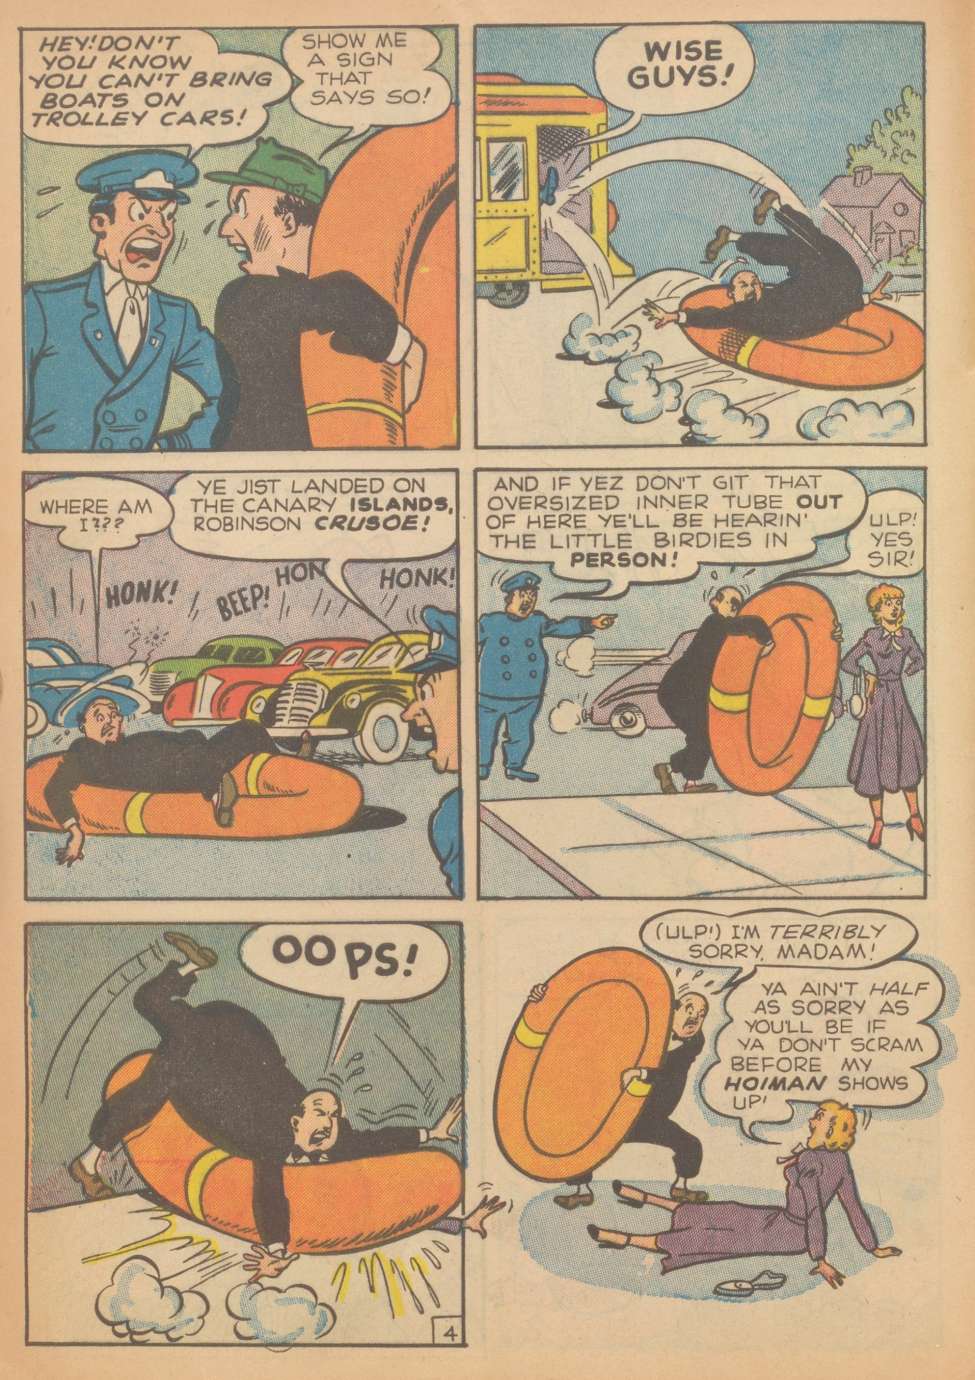 HEY! DON'T
YOU KNOW
YOU CAN'T BRING
BOATS ON
TROLLEY CARS!
SHOW ME
A SIGN
THAT
SAYS SO!
WISE
GUYS!
WHERE AM
I???
YE JIST LANDED ON
THE CANARY ISLANDS,
ROBINSON CRUSOE!
HONK!
BEEP!
HON
HONK!
AND IF YEZ DON'T GIT THAT
OVERSIZED INNER TUBE OUT
OF HERE YE'LL BE HEARIN'
THE LITTLE BIRDIES IN
PERSON!
ULP!
YES
SIR!
OOPS!
4
(ULP!) I'M TERRIBLY
SORRY, MADAM!
YA AIN'T HALF
AS SORRY AS
YOU'LL BE IF
YA DON'T SCRAM
BEFORE MY
HOIMAN SHOWS
UP!